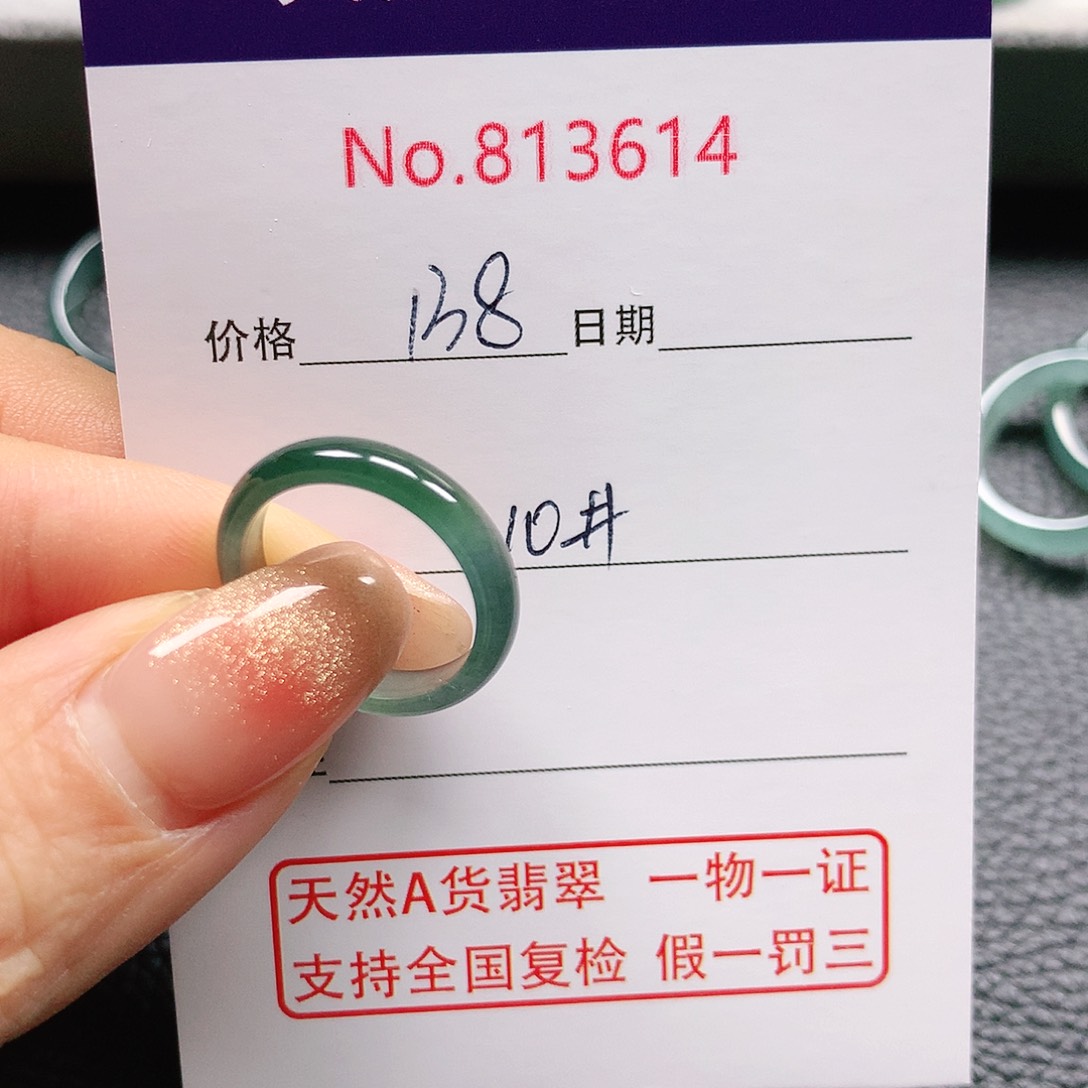 No.813614
价格 138 日期
10#
天然A货翡翠 一物一证
支持全国复检 假一罚三